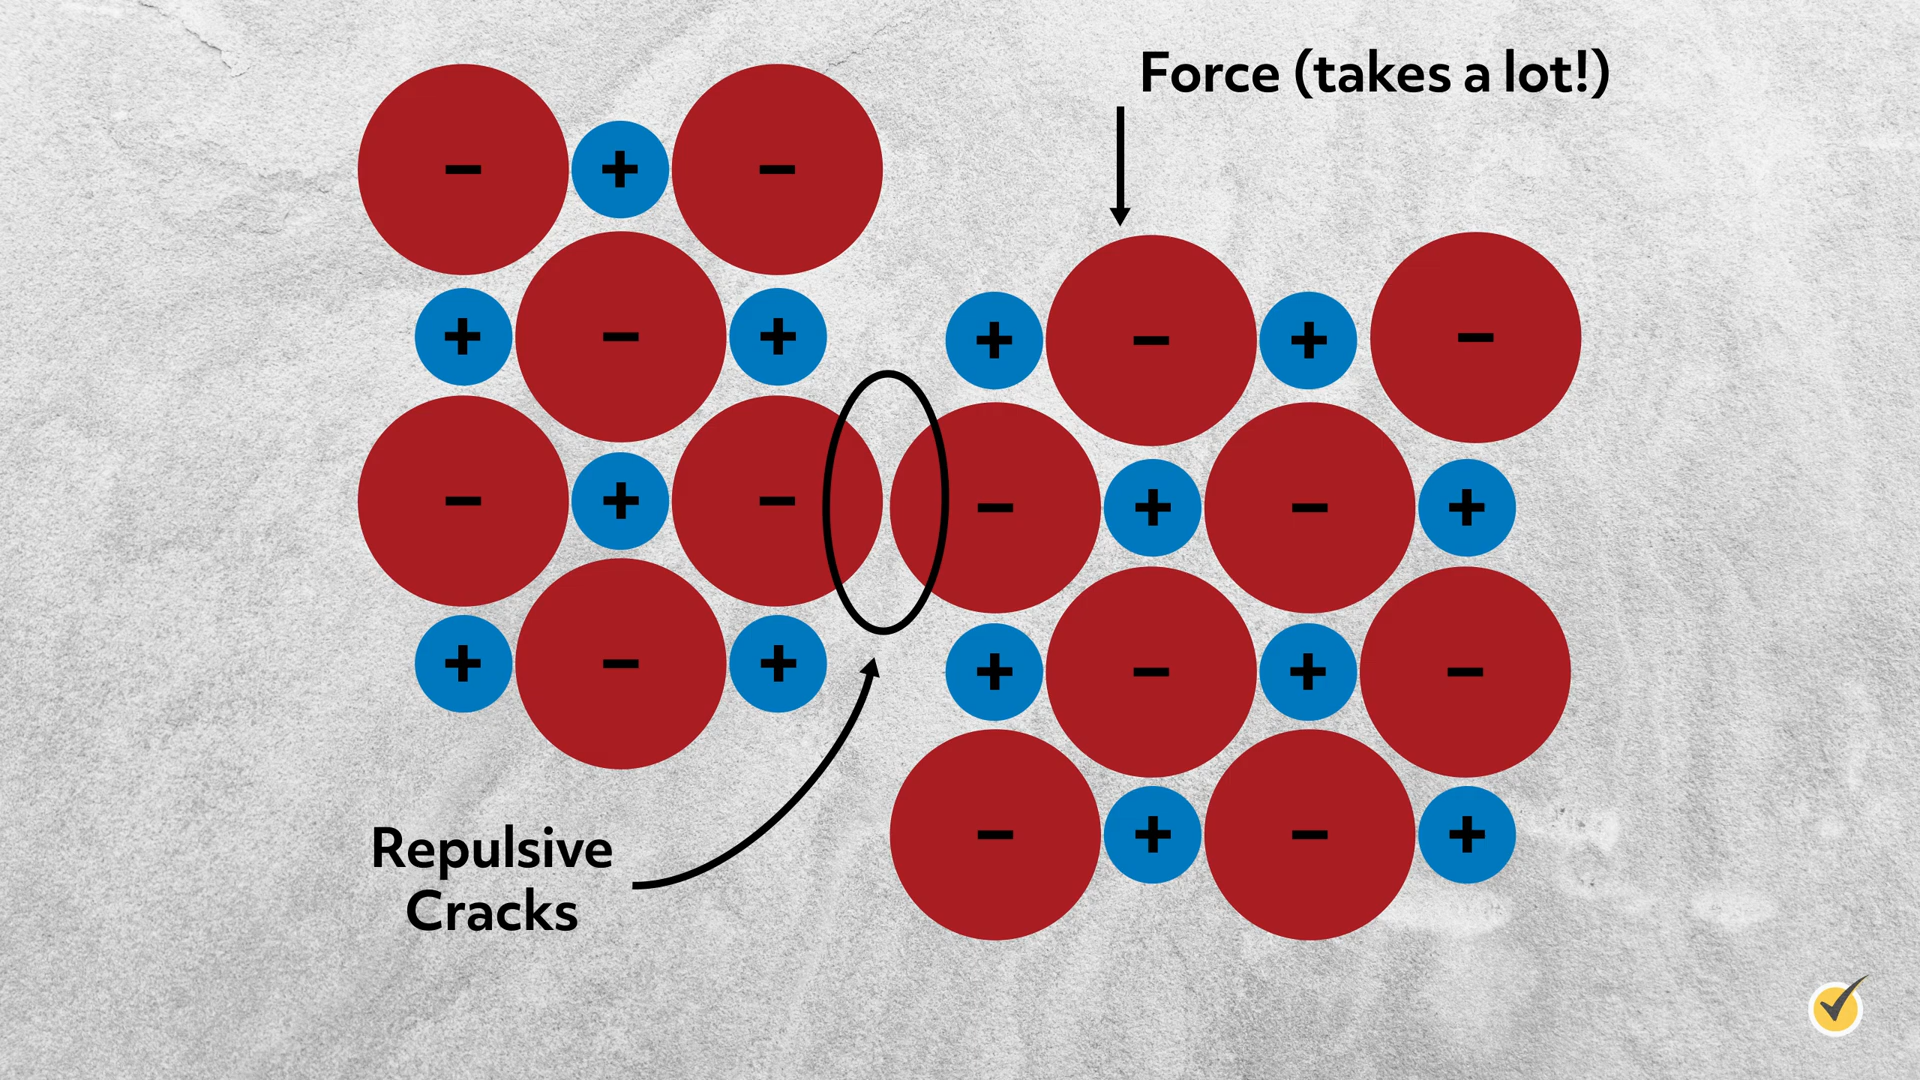 Force (takes a lot!)
− + −
+ − +
+ − + −
− + −
− + − +
+ − +
+ − + −
− + − +
Repulsive
Cracks